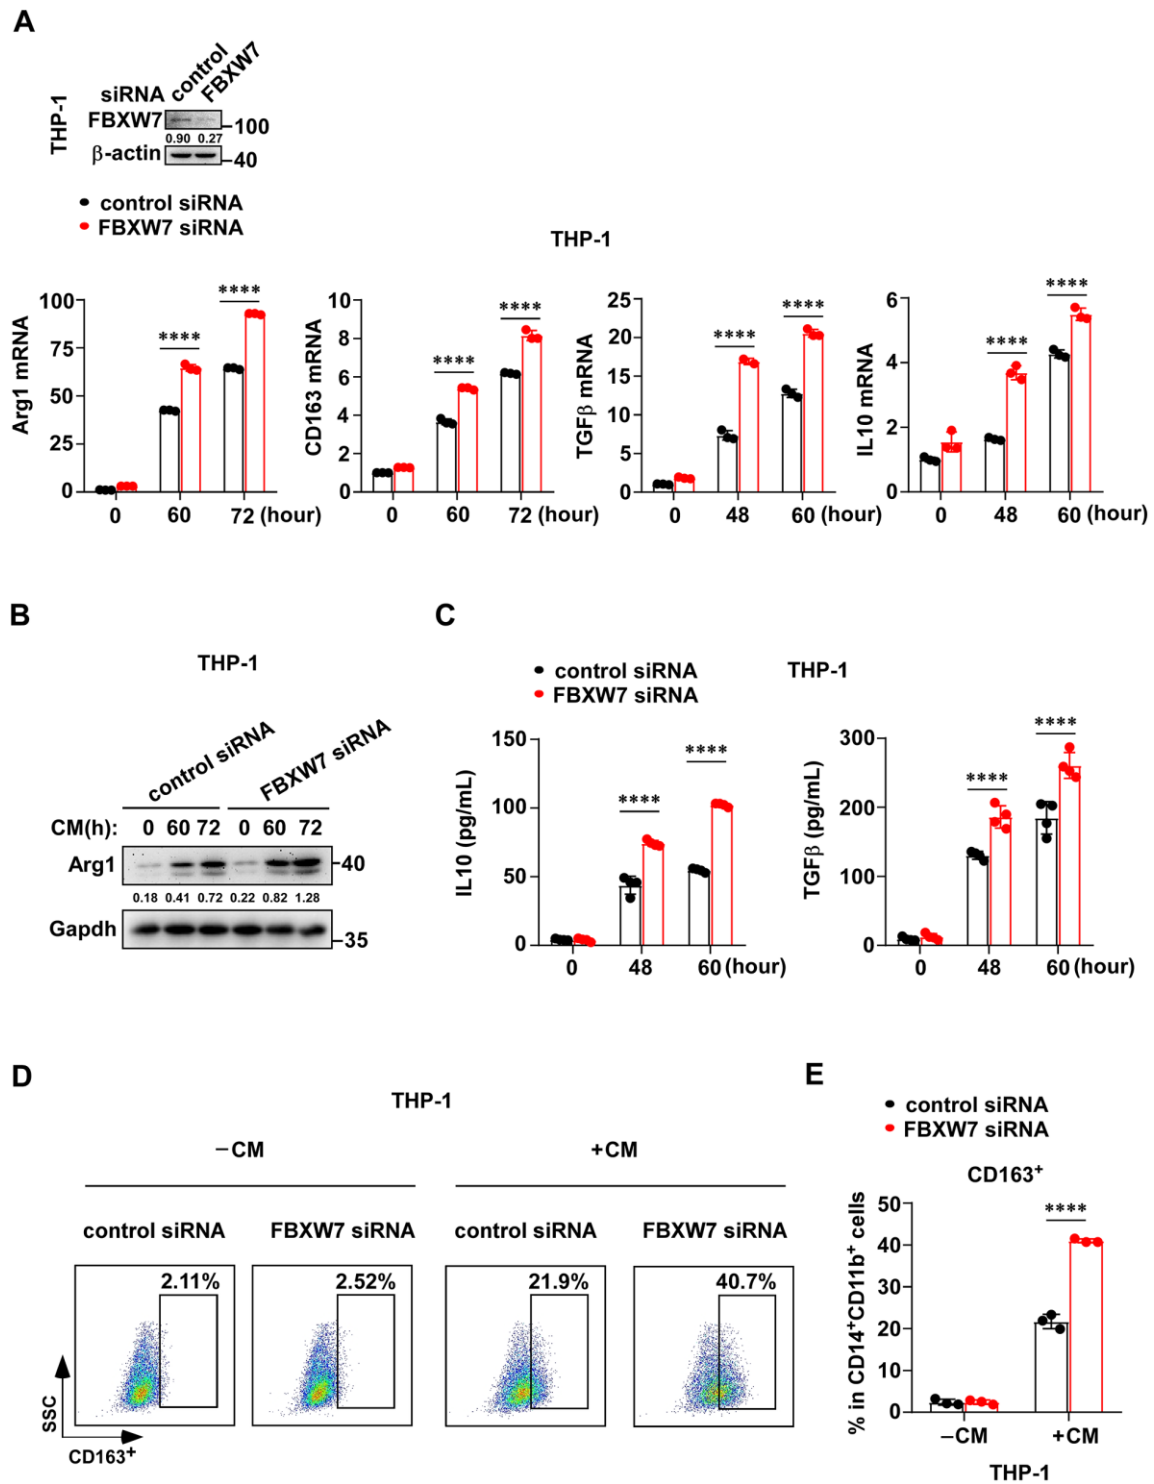 A
control
FBXW7
siRNA
THP-1
FBXW7
100
0.90 0.27
β-actin
40
control siRNA
FBXW7 siRNA
THP-1
Arg1 mRNA
100
75
50
25
0
****
****
0 60 72 (hour)
CD163 mRNA
10
8
6
4
2
0
****
****
0 60 72 (hour)
TGFβ mRNA
25
20
15
10
5
0
****
****
0 48 60 (hour)
IL10 mRNA
6
4
2
0
****
****
0 48 60 (hour)
B
THP-1
control siRNA
FBXW7 siRNA
CM(h): 0 60 72 0 60 72
Arg1
40
0.18 0.41 0.72 0.22 0.82 1.28
Gapdh
35
C
control siRNA
FBXW7 siRNA
THP-1
IL10 (pg/mL)
150
100
50
0
****
****
0 48 60 (hour)
TGFβ (pg/mL)
300
200
100
0
****
****
0 48 60 (hour)
D
THP-1
−CM
+CM
control siRNA FBXW7 siRNA control siRNA FBXW7 siRNA
2.11% 2.52% 21.9% 40.7%
SSC
CD163+
E
control siRNA
FBXW7 siRNA
CD163+
% in CD14+CD11b+ cells
50
40
30
20
10
0
****
−CM +CM
THP-1